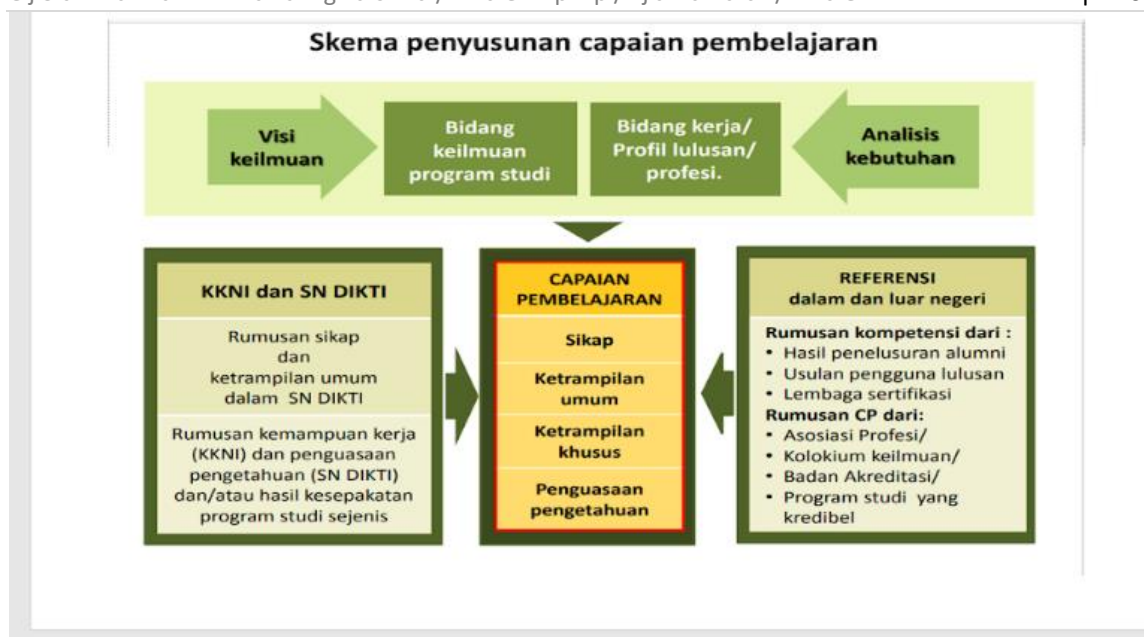 Skema penyusunan capaian pembelajaran
Visi
keilmuan
Bidang
keilmuan
program studi
Bidang kerja/
Profil lulusan/
profesi.
Analisis
kebutuhan
KKNI dan SN DIKTI
Rumusan sikap
dan
ketrampilan umum
dalam SN DIKTI
Rumusan kemampuan kerja
(KKNI) dan penguasaan
pengetahuan (SN DIKTI)
dan/atau hasil kesepakatan
program studi sejenis
CAPAIAN
PEMBELAJARAN
Sikap
Ketrampilan
umum
Ketrampilan
khusus
Penguasaan
pengetahuan
REFERENSI
dalam dan luar negeri
Rumusan kompetensi dari :
• Hasil penelusuran alumni
• Usulan pengguna lulusan
• Lembaga sertifikasi
Rumusan CP dari:
• Asosiasi Profesi/
• Kolokium keilmuan/
• Badan Akreditasi/
• Program studi yang
kredibel